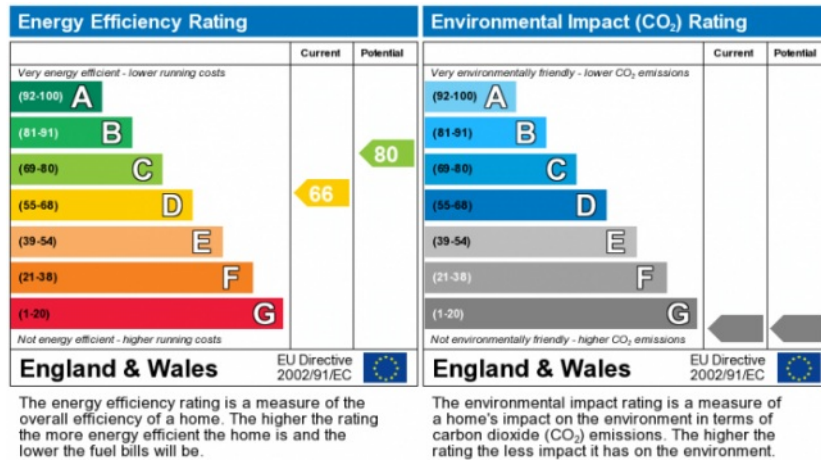 Energy Efficiency Rating
Current Potential
Very energy efficient - lower running costs
(92-100) A
(81-91) B
(69-80) C
(55-68) D
(39-54) E
(21-38) F
(1-20) G
80
66
Not energy efficient - higher running costs
England & Wales
EU Directive
2002/91/EC
The energy efficiency rating is a measure of the
overall efficiency of a home. The higher the rating
the more energy efficient the home is and the
lower the fuel bills will be.
Environmental Impact (CO₂) Rating
Current Potential
Very environmentally friendly - lower CO₂ emissions
(92-100) A
(81-91) B
(69-80) C
(55-68) D
(39-54) E
(21-38) F
(1-20) G
Not environmentally friendly - higher CO₂ emissions
England & Wales
EU Directive
2002/91/EC
The environmental impact rating is a measure of
a home's impact on the environment in terms of
carbon dioxide (CO₂) emissions. The higher the
rating the less impact it has on the environment.